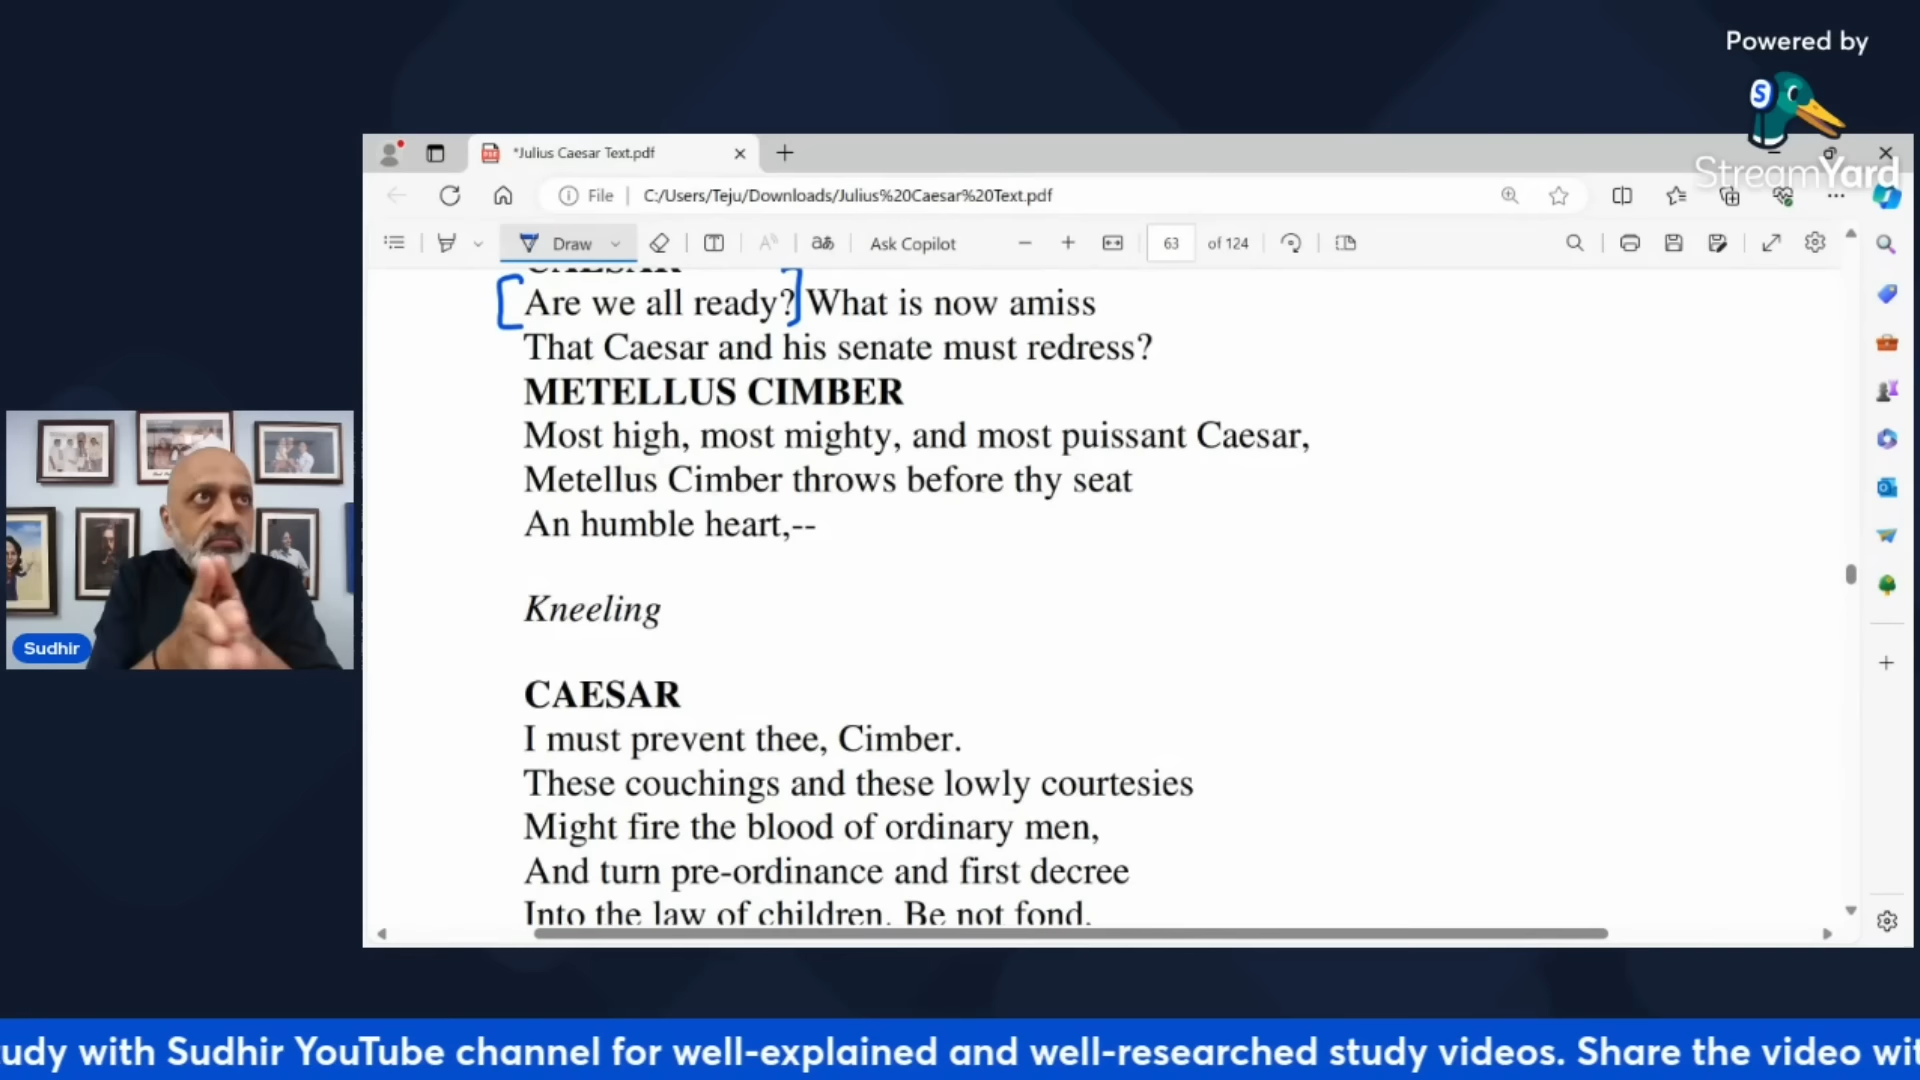 Powered by
StreamYard
*Julius Caesar Text.pdf
File
C:/Users/Teju/Downloads/Julius%20Caesar%20Text.pdf
Draw
Ask Copilot
63 of 124
CAESAR
[Are we all ready?] What is now amiss
That Caesar and his senate must redress?
METELLUS CIMBER
Most high, most mighty, and most puissant Caesar,
Metellus Cimber throws before thy seat
An humble heart,--
Kneeling
CAESAR
I must prevent thee, Cimber.
These couchings and these lowly courtesies
Might fire the blood of ordinary men,
And turn pre-ordinance and first decree
Into the law of children. Be not fond,
Sudhir
udy with Sudhir YouTube channel for well-explained and well-researched study videos. Share the video wit